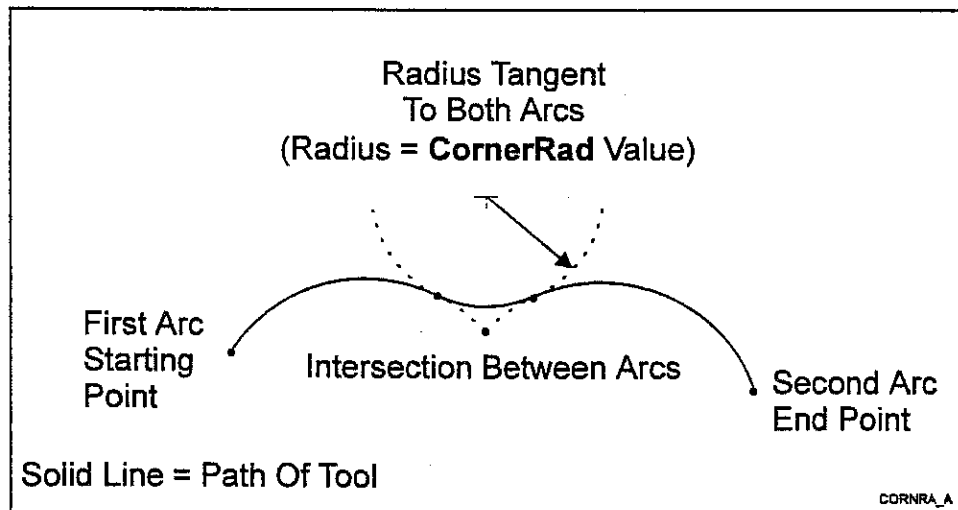 Radius Tangent
To Both Arcs
(Radius = CornerRad Value)
First Arc
Starting
Point
Intersection Between Arcs
Second Arc
End Point
Solid Line = Path Of Tool
CORNRA_A